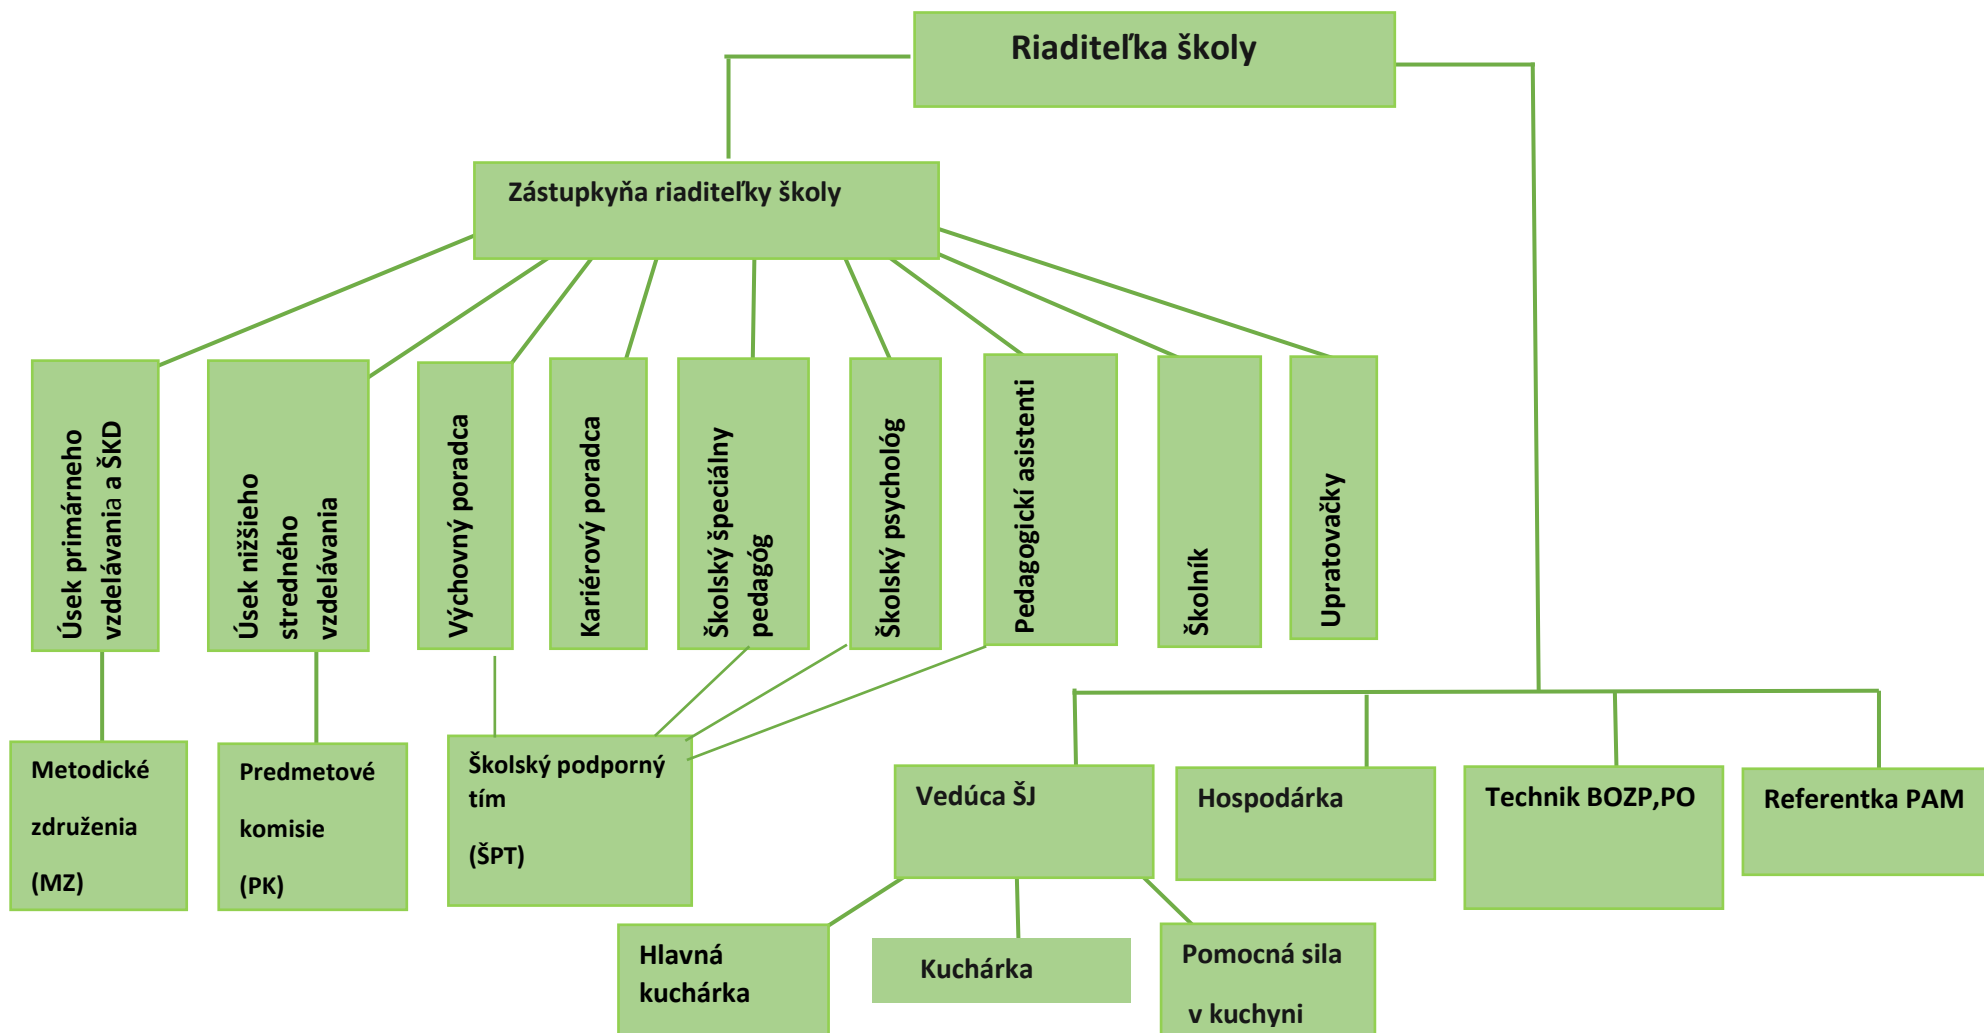 Riaditeľka školy
Zástupkyňa riaditeľky školy
Úsek primárneho
vzdelávania a ŠKD
Úsek nižšieho
stredného
vzdelávania
Výchovný poradca
Kariérový poradca
Školský špeciálny
pedagóg
Školský psychológ
Pedagogickí asistenti
Školník
Upratovačky
Metodické
združenia
(MZ)
Predmetové
komisie
(PK)
Školský podporný
tím
(ŠPT)
Vedúca ŠJ
Hospodárka
Technik BOZP,PO
Referentka PAM
Hlavná
kuchárka
Kuchárka
Pomocná sila
v kuchyni